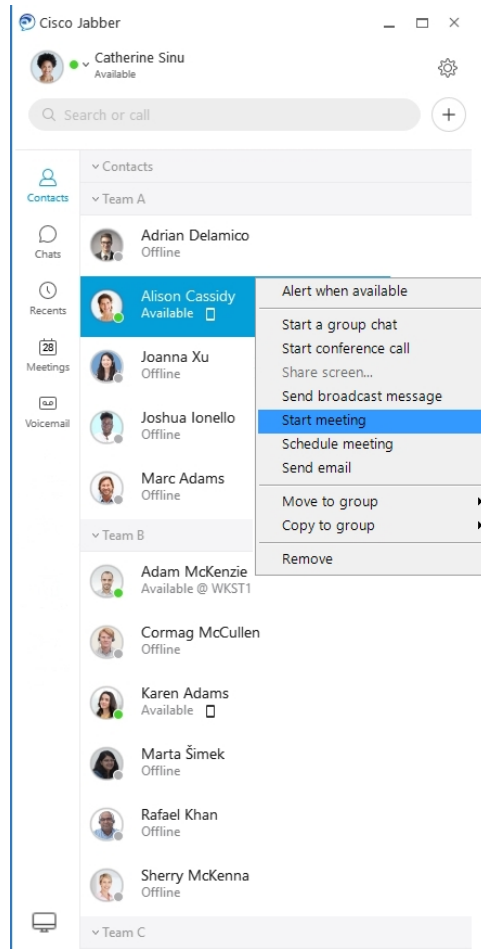 Cisco Jabber
Catherine Sinu
Available
Search or call
Contacts
Chats
Recents
28
Meetings
Voicemail
Contacts
Team A
Adrian Delamico
Offline
Alison Cassidy
Available
Joanna Xu
Offline
Joshua Ionello
Offline
Marc Adams
Offline
Team B
Adam McKenzie
Available @ WKST1
Cormag McCullen
Offline
Karen Adams
Available
Marta Šimek
Offline
Rafael Khan
Offline
Sherry McKenna
Offline
Team C
Alert when available
Start a group chat
Start conference call
Share screen...
Send broadcast message
Start meeting
Schedule meeting
Send email
Move to group
Copy to group
Remove